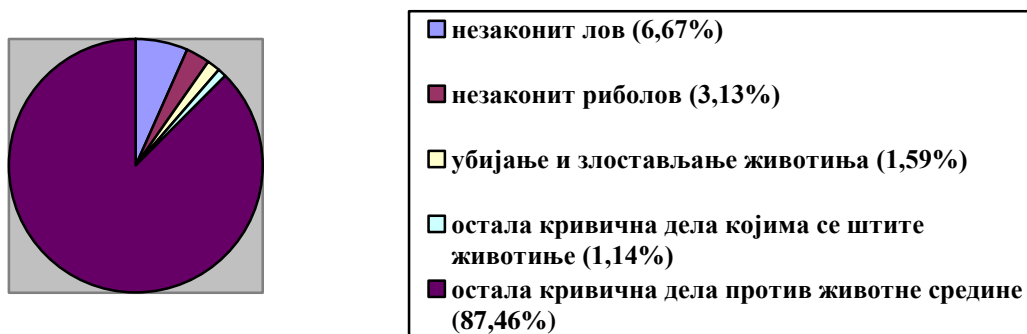 незаконит лов (6,67%)
незаконит риболов (3,13%)
убијање и злостављање животиња (1,59%)
остала кривична дела којима се штите
животиње (1,14%)
остала кривична дела против животне средине
(87,46%)